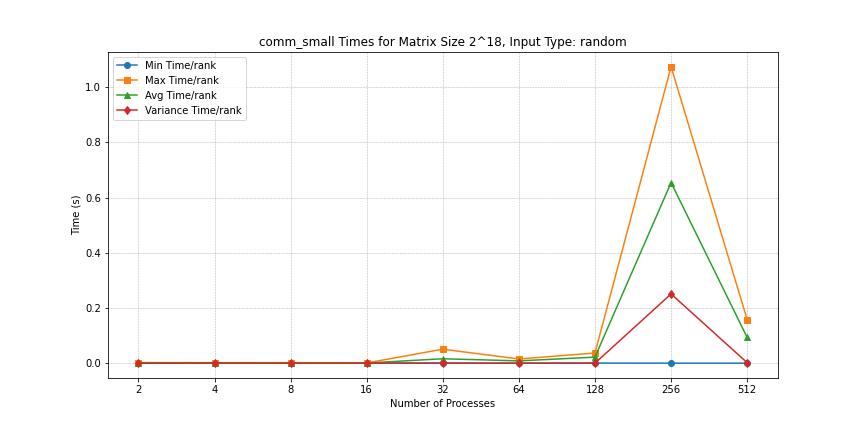 comm_small Times for Matrix Size 2^18, Input Type: random
Min Time/rank
Max Time/rank
Avg Time/rank
Variance Time/rank
Time (s)
1.0
0.8
0.6
0.4
0.2
0.0
2 4 8 16 32 64 128 256 512
Number of Processes